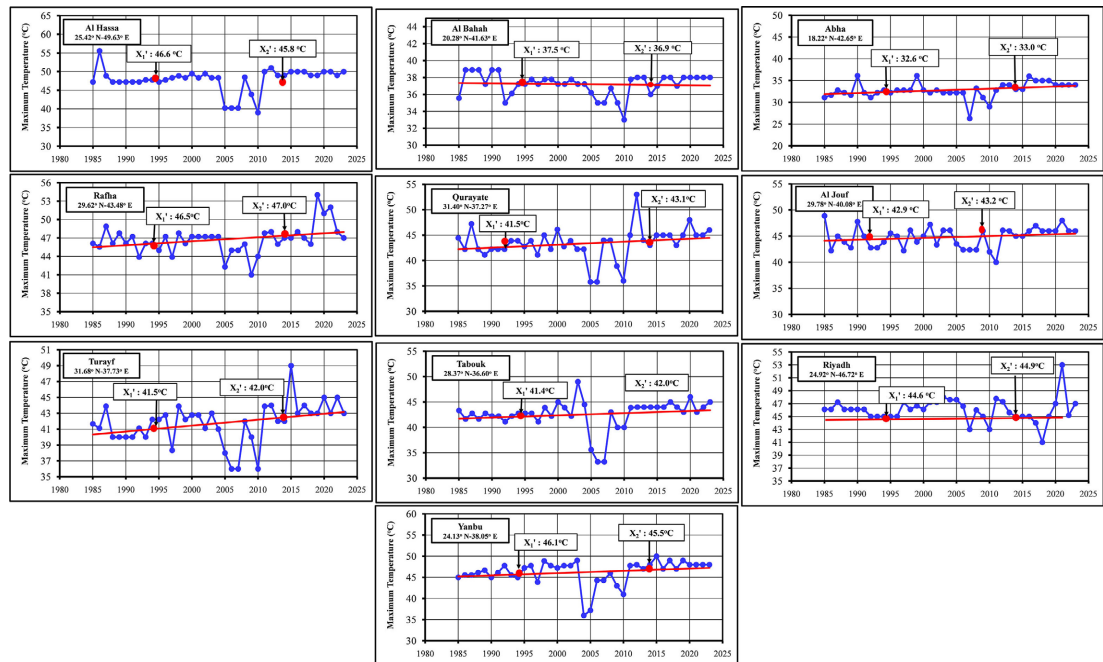 Al Hassa
25.42° N-49.63° E
X₁' : 46.6 °C
X₂' : 45.8 °C
Maximum Temperature (°C)
65
60
55
50
45
40
35
30
1980 1985 1990 1995 2000 2005 2010 2015 2020 2025
Al Bahah
20.28° N-41.63° E
X₁' : 37.5 °C
X₂' : 36.9 °C
Maximum Temperature (°C)
40
38
36
34
32
30
28
1980 1985 1990 1995 2000 2005 2010 2015 2020 2025
Abha
18.22° N-42.65° E
X₁' : 32.6 °C
X₂' : 33.0 °C
Maximum Temperature (°C)
50
45
40
35
30
25
20
1980 1985 1990 1995 2000 2005 2010 2015 2020 2025
Rafha
29.62° N-43.48° E
X₁' : 46.5°C
X₂' : 47.0°C
Maximum Temperature (°C)
56
53
50
47
44
41
38
35
31
1980 1985 1990 1995 2000 2005 2010 2015 2020 2025
Qurayate
31.40° N-37.27° E
X₁' : 41.5°C
X₂' : 43.1°C
Maximum Temperature (°C)
55
50
45
40
35
30
1980 1985 1990 1995 2000 2005 2010 2015 2020 2025
Al Jouf
29.78° N-40.08° E
X₁' : 42.9 °C
X₂' : 43.2 °C
Maximum Temperature (°C)
55
50
45
40
35
30
1980 1985 1990 1995 2000 2005 2010 2015 2020 2025
Turayf
31.68° N-37.73° E
X₁' : 41.5°C
X₂' : 42.0°C
Maximum Temperature (°C)
51
49
47
45
43
41
39
37
35
1980 1985 1990 1995 2000 2005 2010 2015 2020 2025
Tabouk
28.37° N-36.60° E
X₁' : 41.4°C
X₂' : 42.0°C
Maximum Temperature (°C)
55
50
45
40
35
30
1980 1985 1990 1995 2000 2005 2010 2015 2020 2025
Riyadh
24.92° N-46.72° E
X₁' : 44.6 °C
X₂' : 44.9°C
Maximum Temperature (°C)
55
53
51
49
47
45
43
41
39
37
35
1980 1985 1990 1995 2000 2005 2010 2015 2020 2025
Yanbu
24.13° N-38.05° E
X₁' : 46.1°C
X₂' : 45.5°C
Maximum Temperature (°C)
60
55
50
45
40
35
30
1980 1985 1990 1995 2000 2005 2010 2015 2020 2025